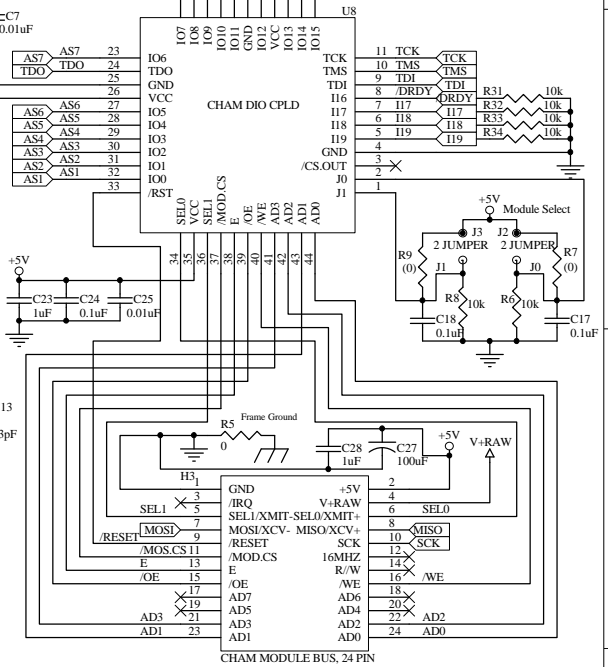 C7
0.01uF
U8
IO7 IO8 IO9 IO10 IO11 GND IO12 VCC IO13 IO14 IO15
AS7 AS7 23 IO6
TDO TDO 24 TDO
25 GND
26 VCC
AS6 AS6 27 IO5
AS5 AS5 28 IO4
AS4 AS4 29 IO3
AS3 AS3 30 IO2
AS2 AS2 31 IO1
AS1 AS1 32 IO0
33 /RST
CHAM DIO CPLD
TCK 11 TCK TCK
TMS 10 TMS TMS
TDI 9 TDI TDI
I16 8 /DRDY /DRDY R31 10k
I17 7 I17 I17 R32 10k
I18 6 I18 I18 R33 10k
I19 5 I19 I19 R34 10k
GND 4
/CS.OUT 3
J0 2
J1 1
SEL0 VCC SEL1 /MOD.CS E /OE /WE AD3 AD2 AD1 AD0
34 35 36 37 38 39 40 41 42 43 44
+5V Module Select
J3 J2
2 JUMPER 2 JUMPER
R9 R7
(0) (0)
J1 J0
R8 10k R6 10k
C18 C17
0.1uF 0.1uF
+5V
C23 C24 C25
1uF 0.1uF 0.01uF
13
3pF
R5
0
Frame Ground
C28
1uF
C27
100uF
+5V
V+RAW
H3
1 GND +5V 2
3 /IRQ V+RAW 4
SEL1 5 SEL1/XMIT- SEL0/XMIT+ 6 SEL0
MOSI 7 MOSI/XCV- MISO/XCV+ 8 MISO
/RESET 9 /RESET SCK 10 SCK
/MOS.CS 11 /MOD.CS 16MHZ 12
E 13 E R//W 14
/OE 15 /OE /WE 16 /WE
17 AD7 AD6 18
19 AD5 AD4 20
AD3 21 AD3 AD2 22 AD2
AD1 23 AD1 AD0 24 AD0
CHAM MODULE BUS, 24 PIN